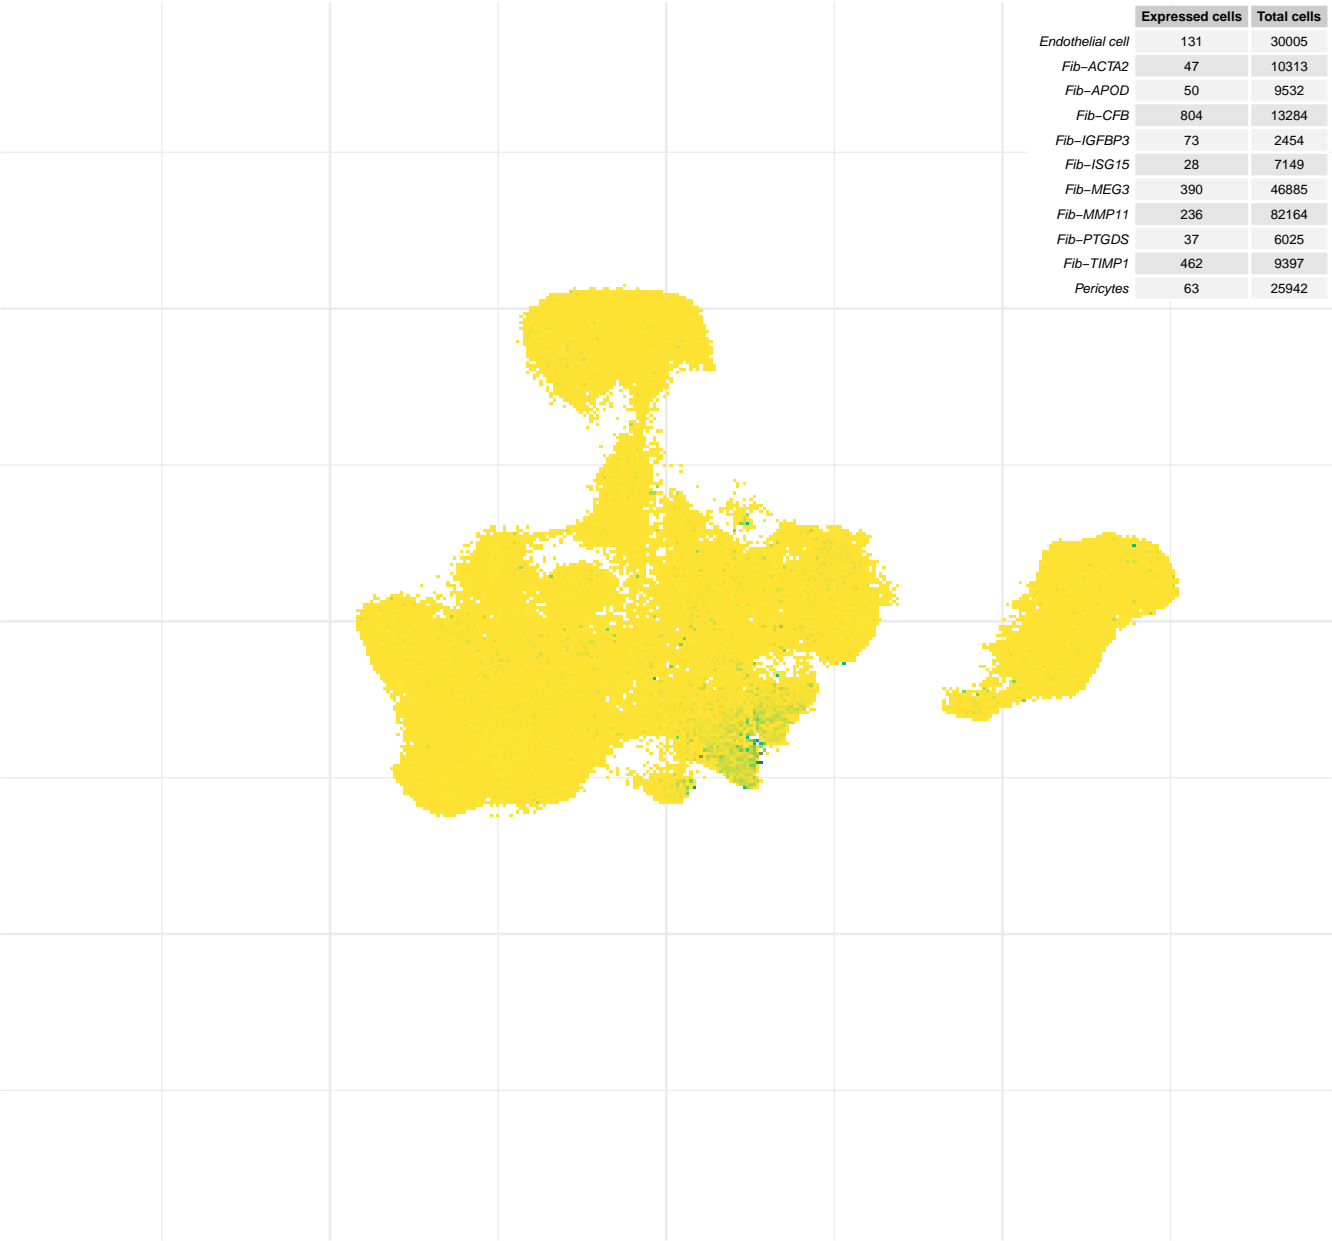 Expressed cells Total cells
Endothelial cell 131 30005
Fib−ACTA2 47 10313
Fib−APOD 50 9532
Fib−CFB 804 13284
Fib−IGFBP3 73 2454
Fib−ISG15 28 7149
Fib−MEG3 390 46885
Fib−MMP11 236 82164
Fib−PTGDS 37 6025
Fib−TIMP1 462 9397
Pericytes 63 25942